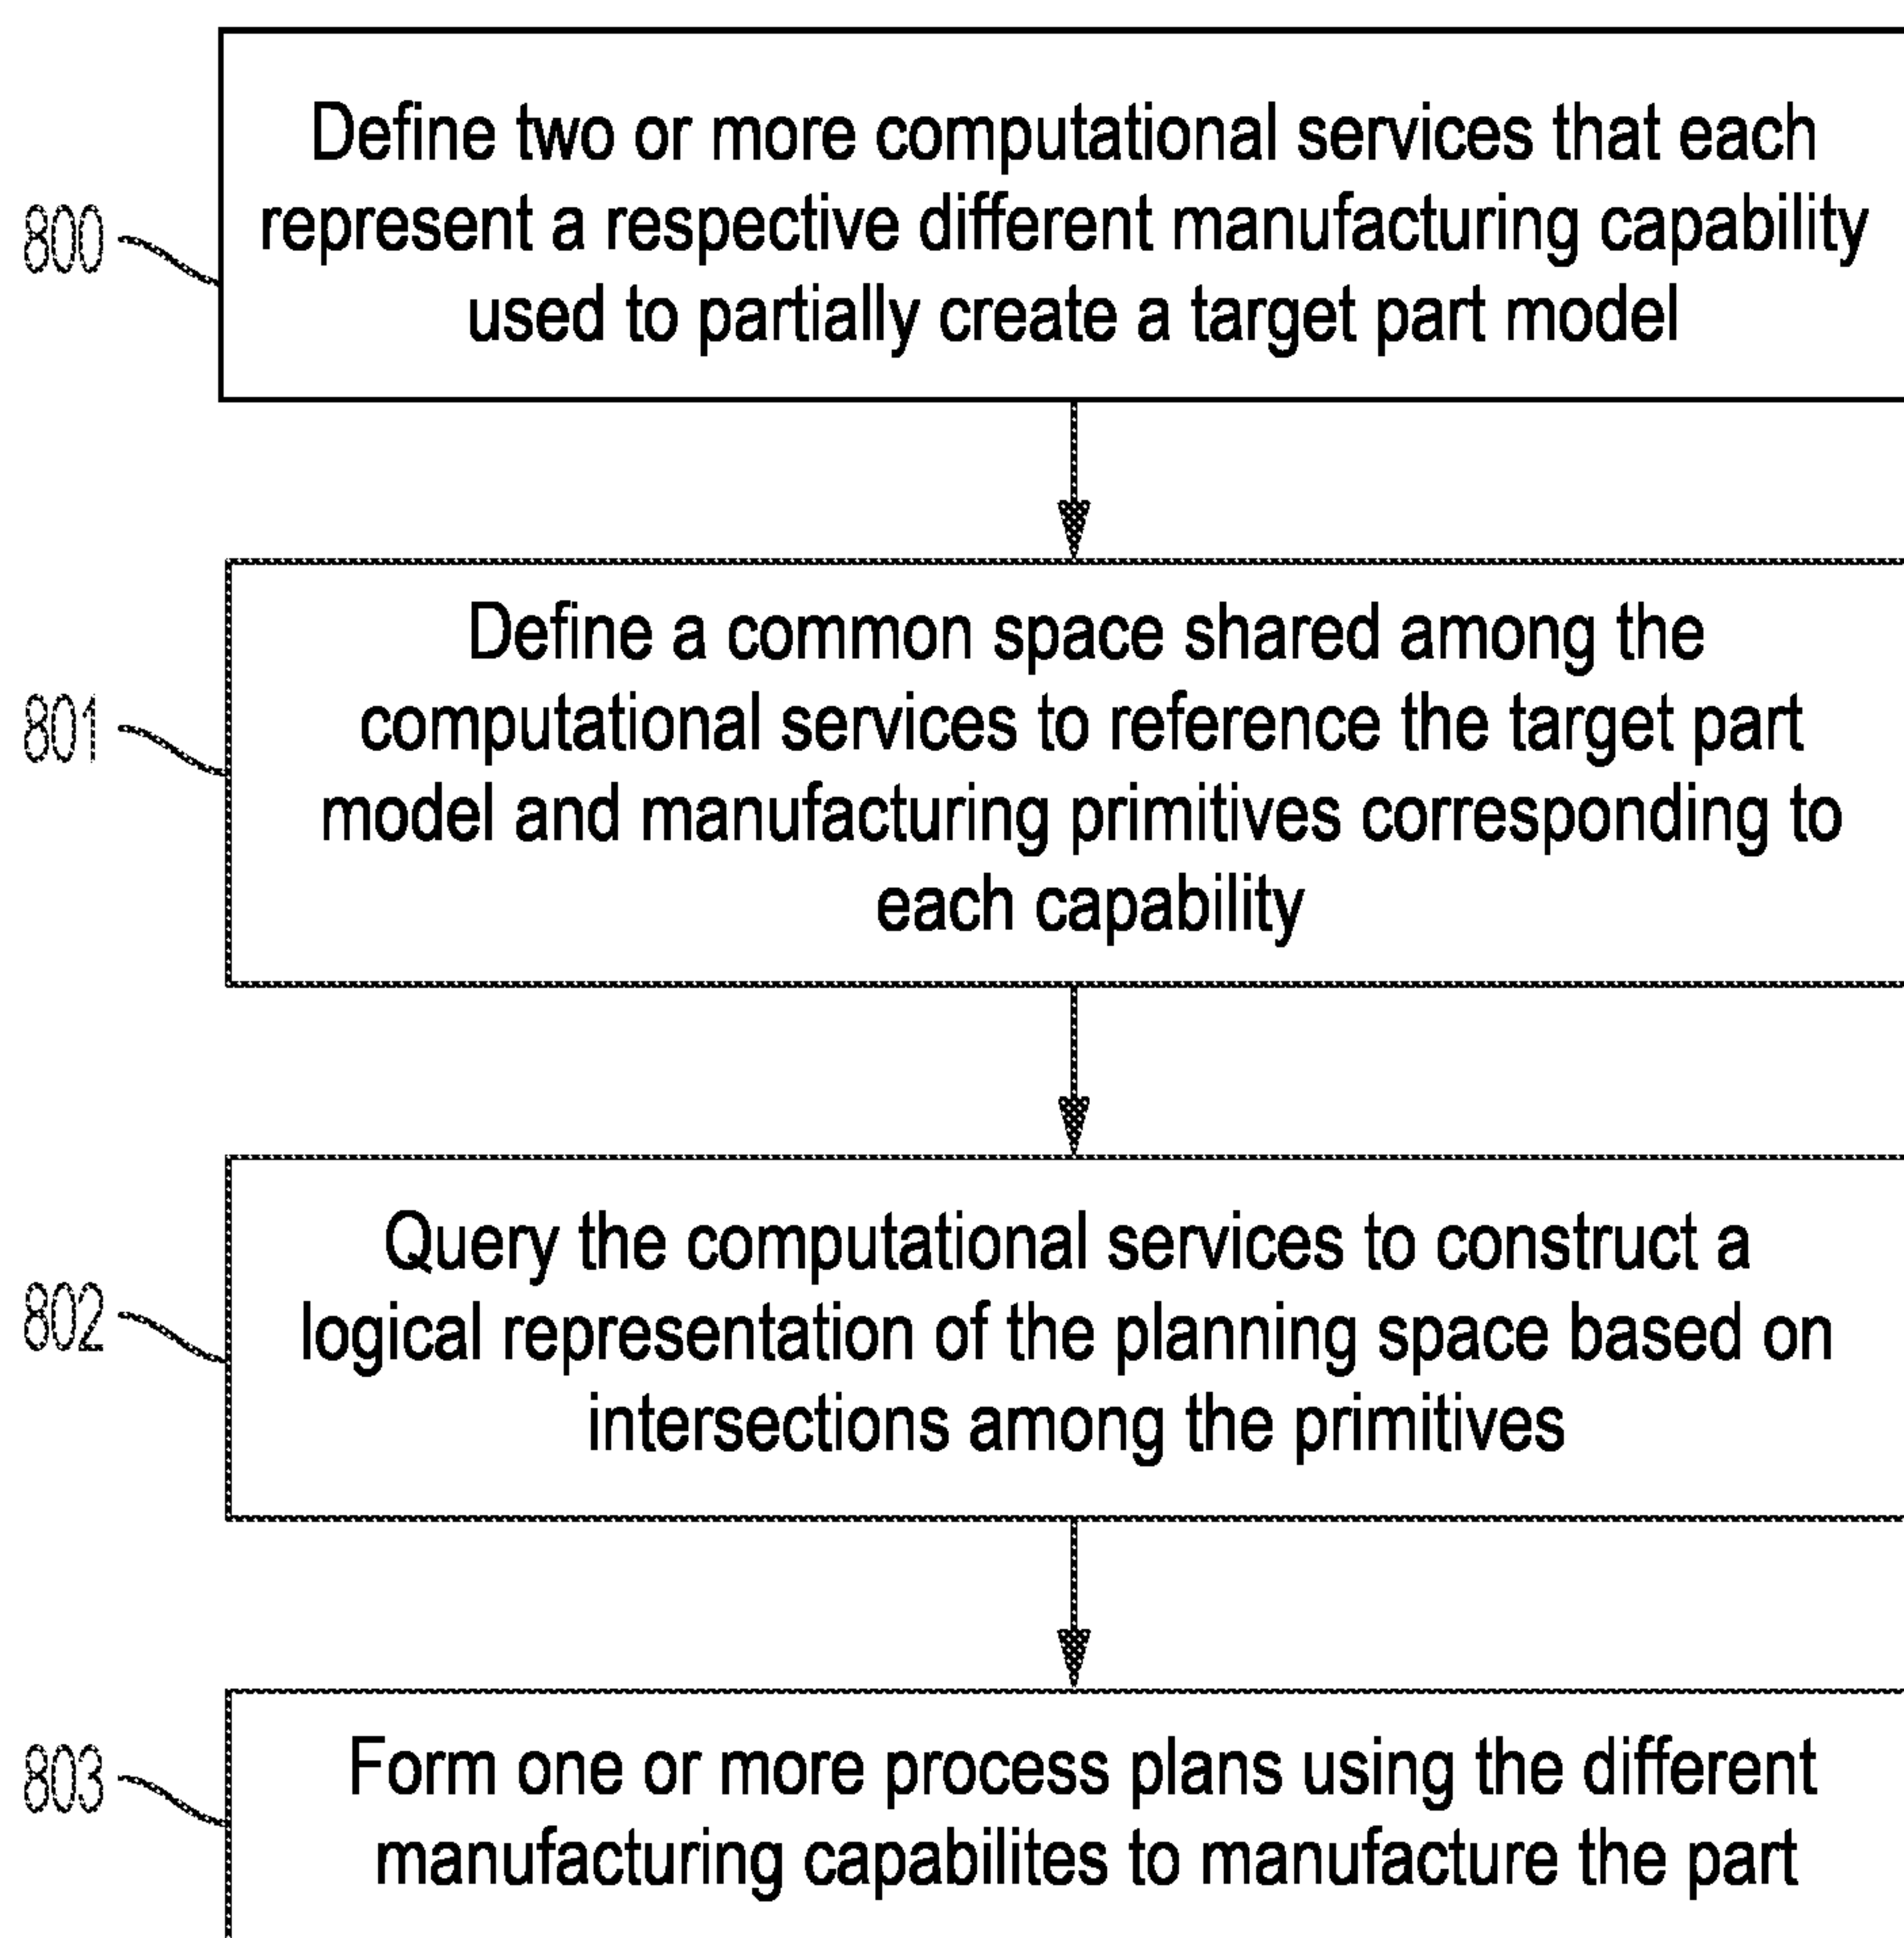 Define two or more computational services that each
800
represent a respective different manufacturing capability
used to partially create a target part model
Define a common space shared among the
801
computational services to reference the target part
model and manufacturing primitives corresponding to
each capability
Query the computational services to construct a
802
logical representation of the planning space based on
intersections among the primitives
803
Form one or more process plans using the different
manufacturing capabilites to manufacture the part